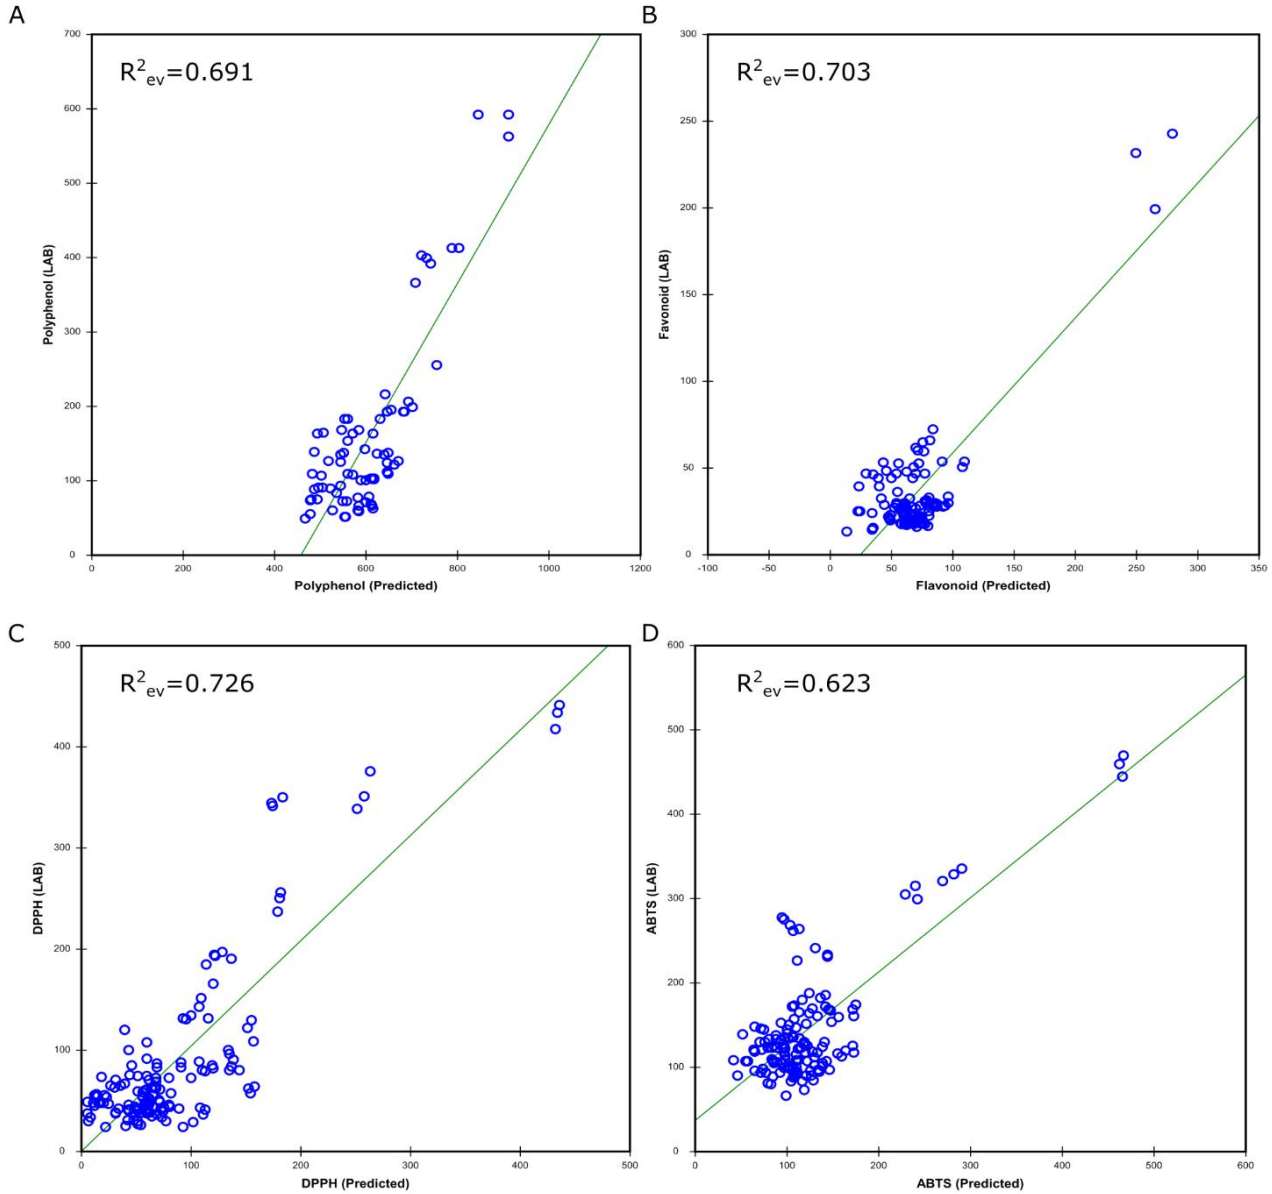 A
R²ev=0.691
700
600
500
400
300
200
100
0
Polyphenol (LAB)
0 200 400 600 800 1000 1200
Polyphenol (Predicted)
B
R²ev=0.703
300
250
200
150
100
50
0
Favonoid (LAB)
-100 -50 0 50 100 150 200 250 300 350
Flavonoid (Predicted)
C
R²ev=0.726
500
400
300
200
100
0
DPPH (LAB)
0 100 200 300 400 500
DPPH (Predicted)
D
R²ev=0.623
600
500
400
300
200
100
0
ABTS (LAB)
0 100 200 300 400 500 600
ABTS (Predicted)